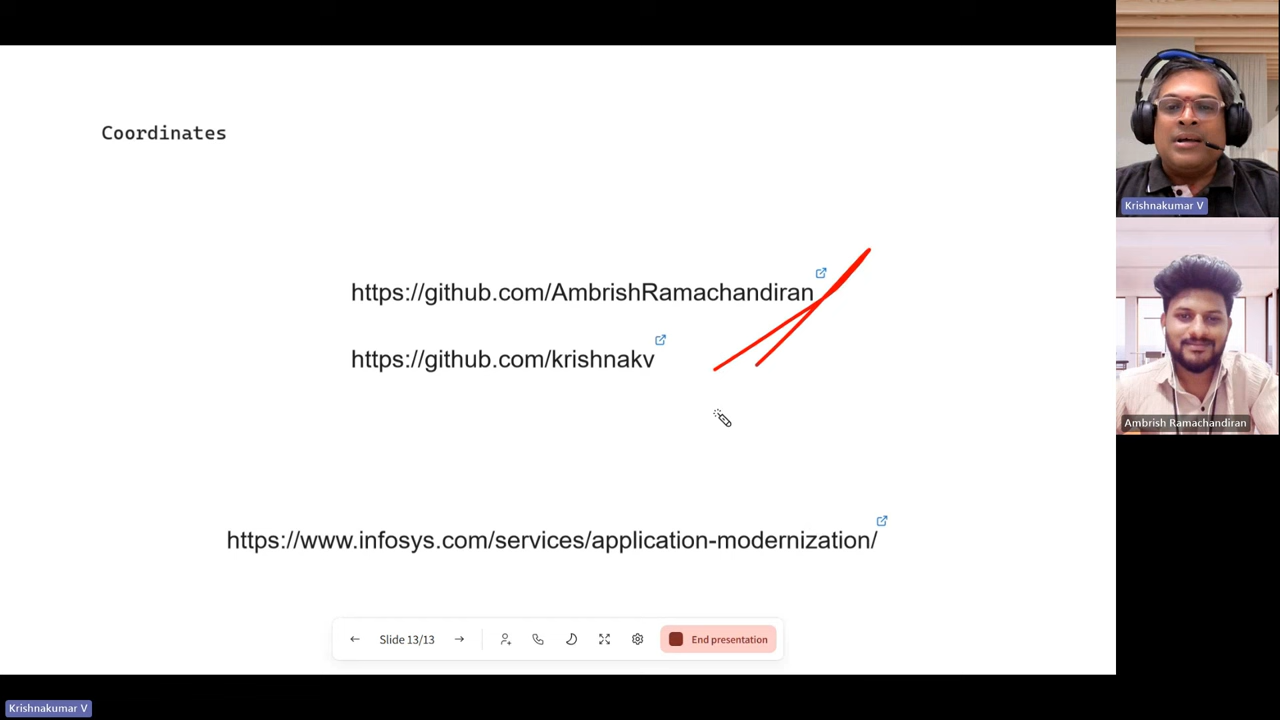 Coordinates
https://github.com/AmbrishRamachandiran
https://github.com/krishnakv
https://www.infosys.com/services/application-modernization/
Slide 13/13
End presentation
Krishnakumar V
Ambrish Ramachandiran
Krishnakumar V